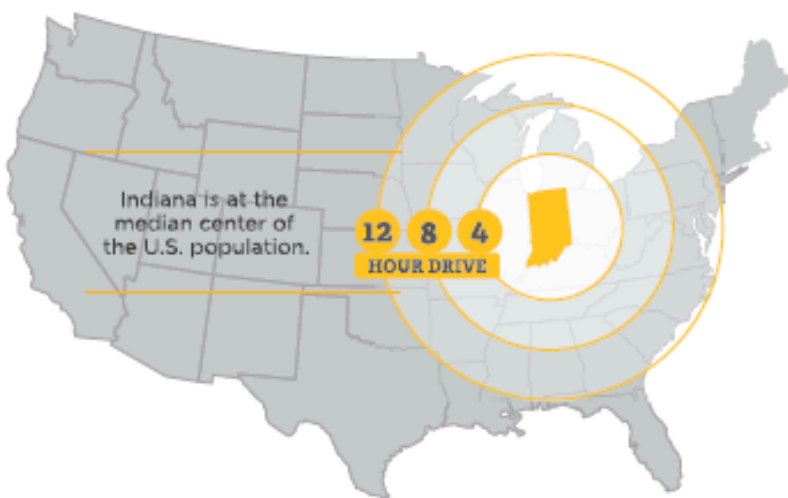 Indiana is at the
median center of
the U.S. population.
12 8 4
HOUR DRIVE